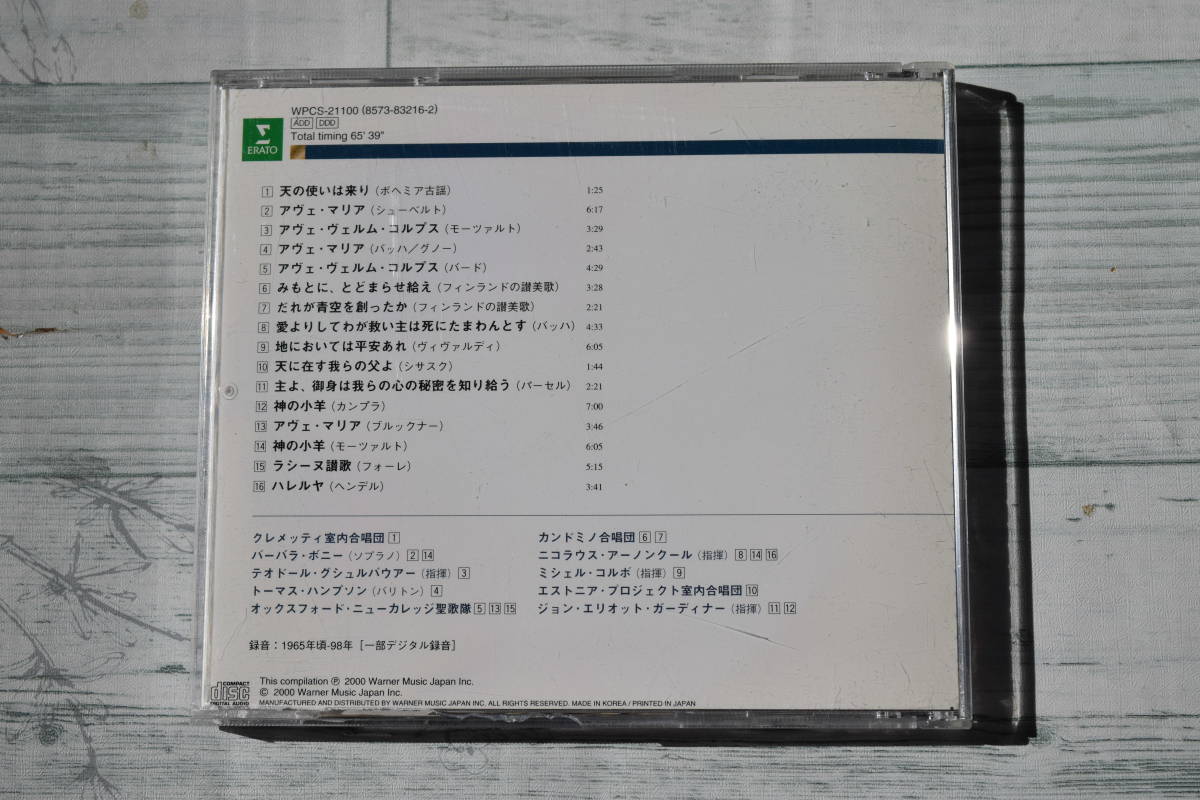 WPCS-21100 (8573-83216-2)
ADD DDD
Total timing 65' 39"
ERATO
1 天の使いは来り（ボヘミア古謡） 1:25
2 アヴェ・マリア（シューベルト） 6:17
3 アヴェ・ヴェルム・コルプス（モーツァルト） 3:29
4 アヴェ・マリア（バッハ／グノー） 2:43
5 アヴェ・ヴェルム・コルプス（バード） 4:29
6 みもとに、とどまらせ給え（フィンランドの讃美歌） 3:28
7 だれが青空を創ったか（フィンランドの讃美歌） 2:21
8 愛よりしてわが救い主は死にたまわんとす（バッハ） 4:33
9 地においては平安あれ（ヴィヴァルディ） 6:05
10 天に在す我らの父よ（シサスク） 1:44
11 主よ、御身は我らの心の秘密を知り給う（パーセル） 2:21
12 神の小羊（カンプラ） 7:00
13 アヴェ・マリア（ブルックナー） 3:46
14 神の小羊（モーツァルト） 6:05
15 ラシーヌ讃歌（フォーレ） 5:15
16 ハレルヤ（ヘンデル） 3:41
クレメッティ室内合唱団 1
バーバラ・ボニー（ソプラノ） 2 14
テオドール・グシュルバウアー（指揮） 3
トーマス・ハンプソン（バリトン） 4
オックスフォード・ニューカレッジ聖歌隊 5 13 15
カンドミノ合唱団 6 7
ニコラウス・アーノンクール（指揮） 8 14 16
ミシェル・コルボ（指揮） 9
エストニア・プロジェクト室内合唱団 10
ジョン・エリオット・ガーディナー（指揮） 11 12
録音：1965年頃-98年［一部デジタル録音］
COMPACT
disc
DIGITAL AUDIO
This compilation ℗ 2000 Warner Music Japan Inc.
© 2000 Warner Music Japan Inc.
MANUFACTURED AND DISTRIBUTED BY WARNER MUSIC JAPAN INC. ALL RIGHTS RESERVED. MADE IN KOREA / PRINTED IN JAPAN